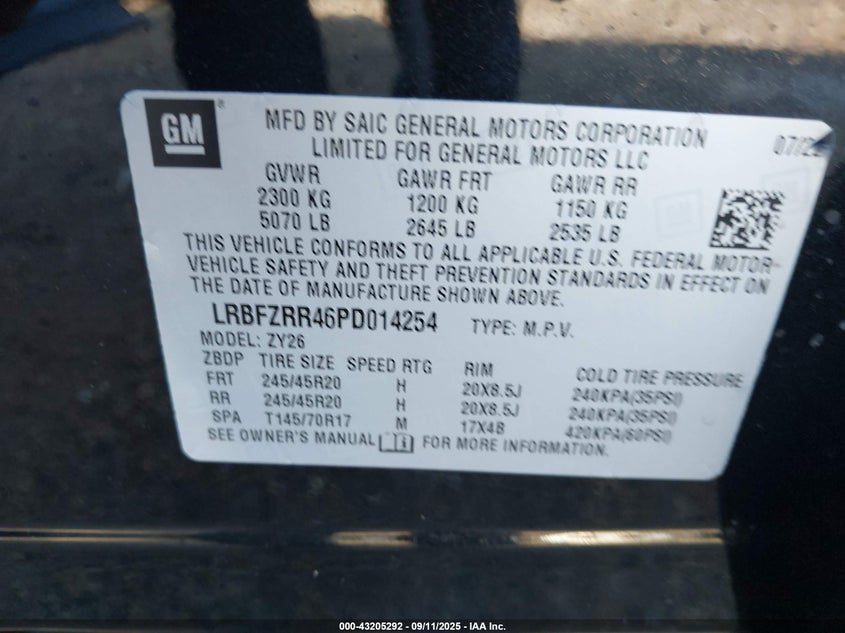 GM ®
MFD BY SAIC GENERAL MOTORS CORPORATION
LIMITED FOR GENERAL MOTORS LLC
GVWR GAWR FRT GAWR RR
2300 KG 1200 KG 1150 KG
5070 LB 2645 LB 2535 LB
THIS VEHICLE CONFORMS TO ALL APPLICABLE U.S. FEDERAL MOTOR-
VEHICLE SAFETY AND THEFT PREVENTION STANDARDS IN EFFECT ON
THE DATE OF MANUFACTURE SHOWN ABOVE.
LRBFZRR46PD014254 TYPE: M.P.V.
MODEL: ZY26
ZBDP TIRE SIZE SPEED RTG RIM COLD TIRE PRESSURE
FRT 245/45R20 H 20X8.5J 240KPA(35PSI)
RR 245/45R20 H 20X8.5J 240KPA(35PSI)
SPA T145/70R17 M 17X4B 420KPA(60PSI)
SEE OWNER'S MANUAL FOR MORE INFORMATION.
000-43205292 - 09/11/2025 - IAA Inc.